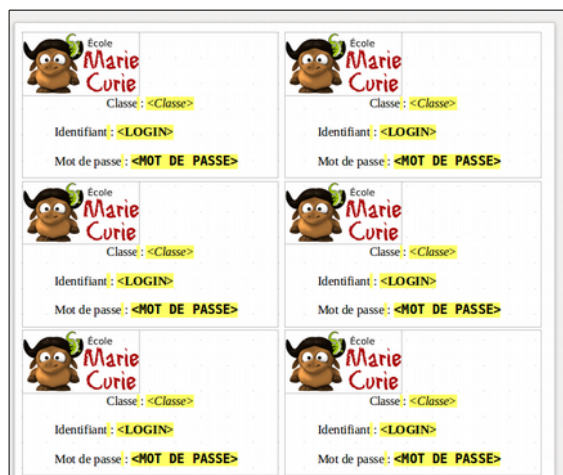 École
Marie
Curie
Classe : <Classe>
Identifiant : <LOGIN>
Mot de passe : <MOT DE PASSE>
École
Marie
Curie
Classe : <Classe>
Identifiant : <LOGIN>
Mot de passe : <MOT DE PASSE>
École
Marie
Curie
Classe : <Classe>
Identifiant : <LOGIN>
Mot de passe : <MOT DE PASSE>
École
Marie
Curie
Classe : <Classe>
Identifiant : <LOGIN>
Mot de passe : <MOT DE PASSE>
École
Marie
Curie
Classe : <Classe>
Identifiant : <LOGIN>
Mot de passe : <MOT DE PASSE>
École
Marie
Curie
Classe : <Classe>
Identifiant : <LOGIN>
Mot de passe : <MOT DE PASSE>